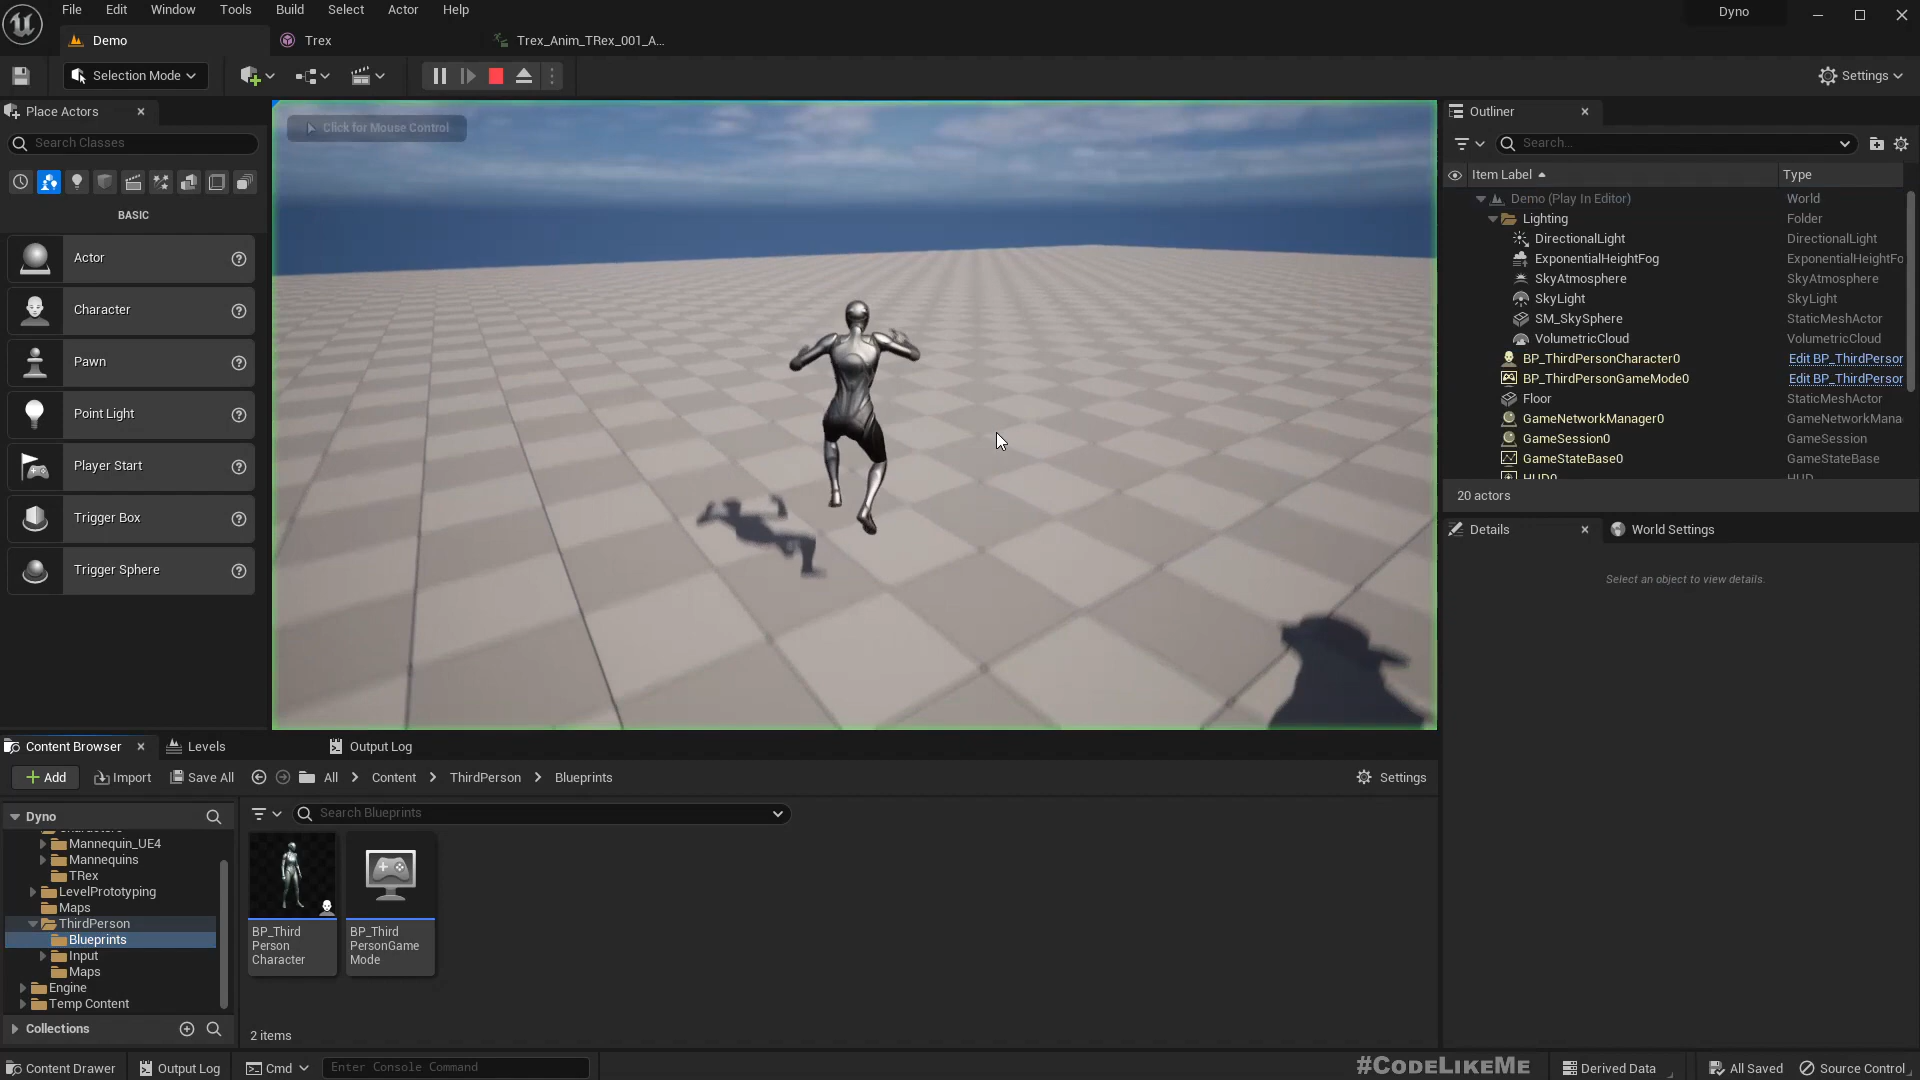 File Edit Window Tools Build Select Actor Help
Dyno
Demo
Trex
Trex_Anim_TRex_001_A...
Selection Mode
Settings
Place Actors
Search Classes
BASIC
Actor
Character
Pawn
Point Light
Player Start
Trigger Box
Trigger Sphere
Click for Mouse Control
Outliner
Search...
Item Label Type
Demo (Play In Editor) World
Lighting Folder
DirectionalLight DirectionalLight
ExponentialHeightFog ExponentialHeightFo
SkyAtmosphere SkyAtmosphere
SkyLight SkyLight
SM_SkySphere StaticMeshActor
VolumetricCloud VolumetricCloud
BP_ThirdPersonCharacter0 Edit BP_ThirdPerson
BP_ThirdPersonGameMode0 Edit BP_ThirdPerson
Floor StaticMeshActor
GameNetworkManager0 GameNetworkMana
GameSession0 GameSession
GameStateBase0 GameStateBase
HUD0 HUD
20 actors
Details
World Settings
Select an object to view details.
Content Browser
Levels
Output Log
Add
Import
Save All
All
Content
ThirdPerson
Blueprints
Settings
Dyno
Characters
Mannequin_UE4
Mannequins
TRex
LevelPrototyping
Maps
ThirdPerson
Blueprints
Input
Maps
Engine
Temp Content
Collections
Search Blueprints
BP_Third
Person
Character
BP_Third
PersonGame
Mode
2 items
Content Drawer
Output Log
Cmd
Enter Console Command
#CodeLikeMe
Derived Data
All Saved
Source Control